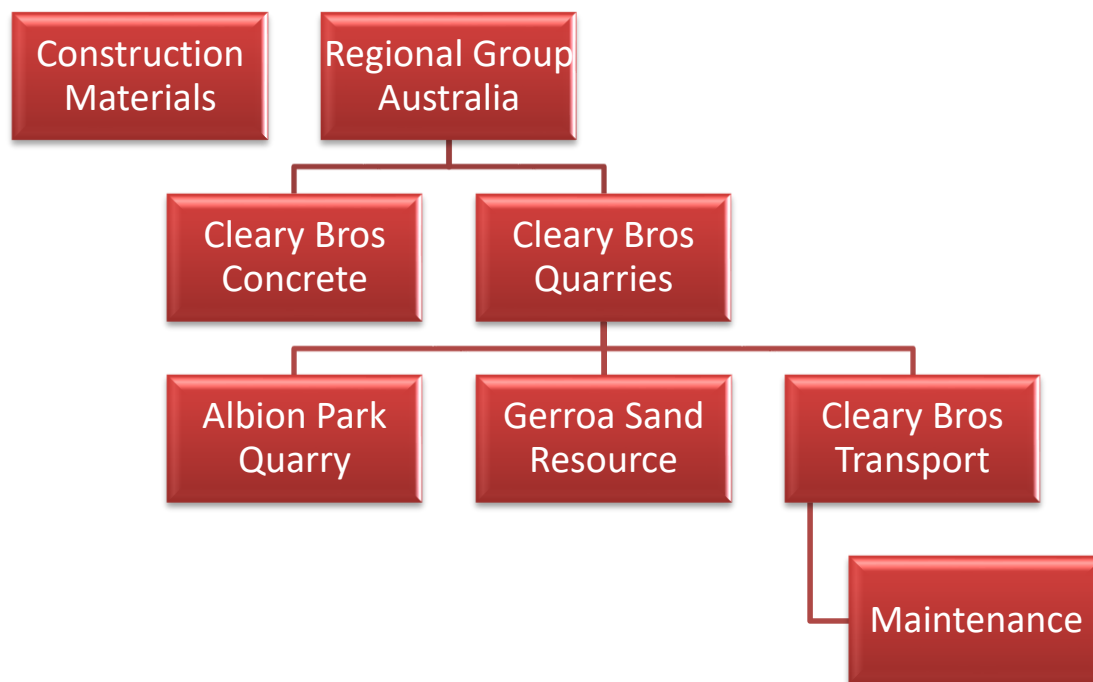 Construction
Materials
Regional Group
Australia
Cleary Bros
Concrete
Cleary Bros
Quarries
Albion Park
Quarry
Gerroa Sand
Resource
Cleary Bros
Transport
Maintenance